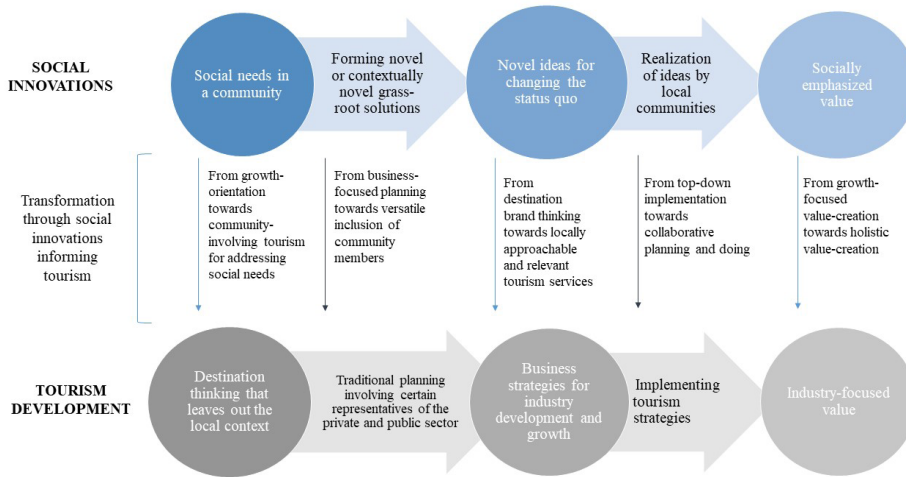 SOCIAL
INNOVATIONS
Social needs in
a community
Forming novel
or contextually
novel grass-
root solutions
Novel ideas for
changing the
status quo
Realization
of ideas by
local
communities
Socially
emphasized
value
Transformation
through social
innovations
informing
tourism
From growth-
orientation
towards
community-
involving tourism
for addressing
social needs
From business-
focused planning
towards versatile
inclusion of
community
members
From
destination
brand thinking
towards locally
approachable
and relevant
tourism services
From top-down
implementation
towards
collaborative
planning and doing
From growth-
focused
value-creation
towards holistic
value-creation
TOURISM
DEVELOPMENT
Destination
thinking that
leaves out the
local context
Traditional planning
involving certain
representatives of the
private and public sector
Business
strategies for
industry
development and
growth
Implementing
tourism
strategies
Industry-focused
value